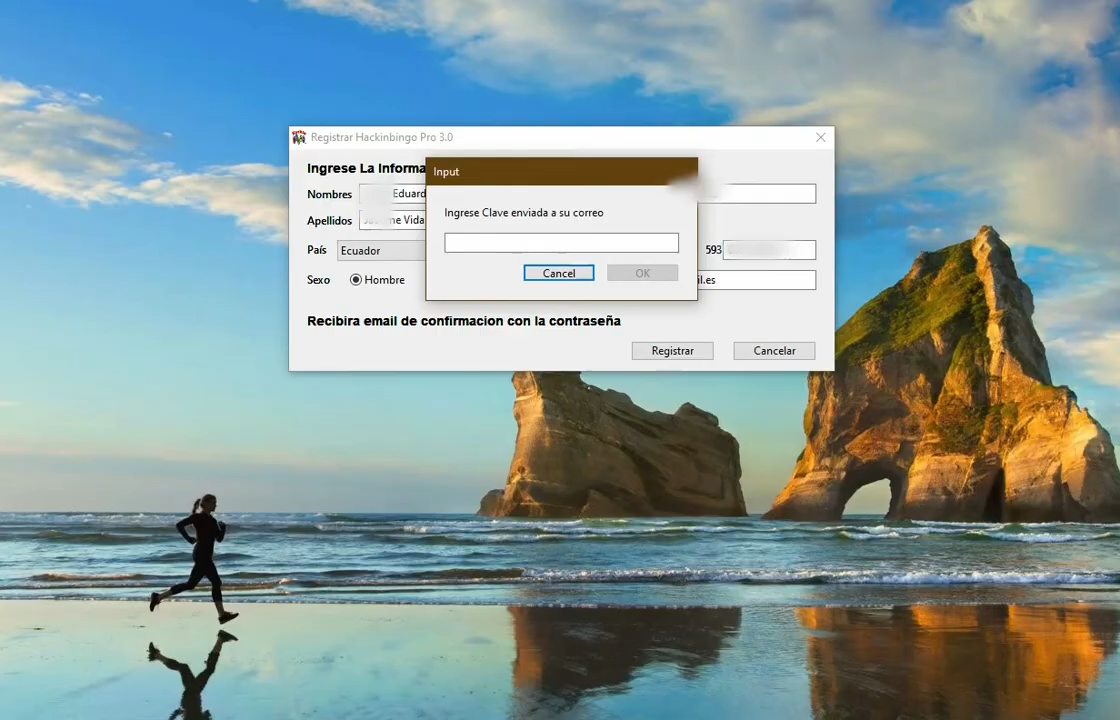 Registrar Hackinbingo Pro 3.0
Ingrese La Informa
Input
Nombres Eduard
Ingrese Clave enviada a su correo
Apellidos Vida
País Ecuador 593
Cancel OK
Sexo Hombre il.es
Recibira email de confirmacion con la contraseña
Registrar Cancelar